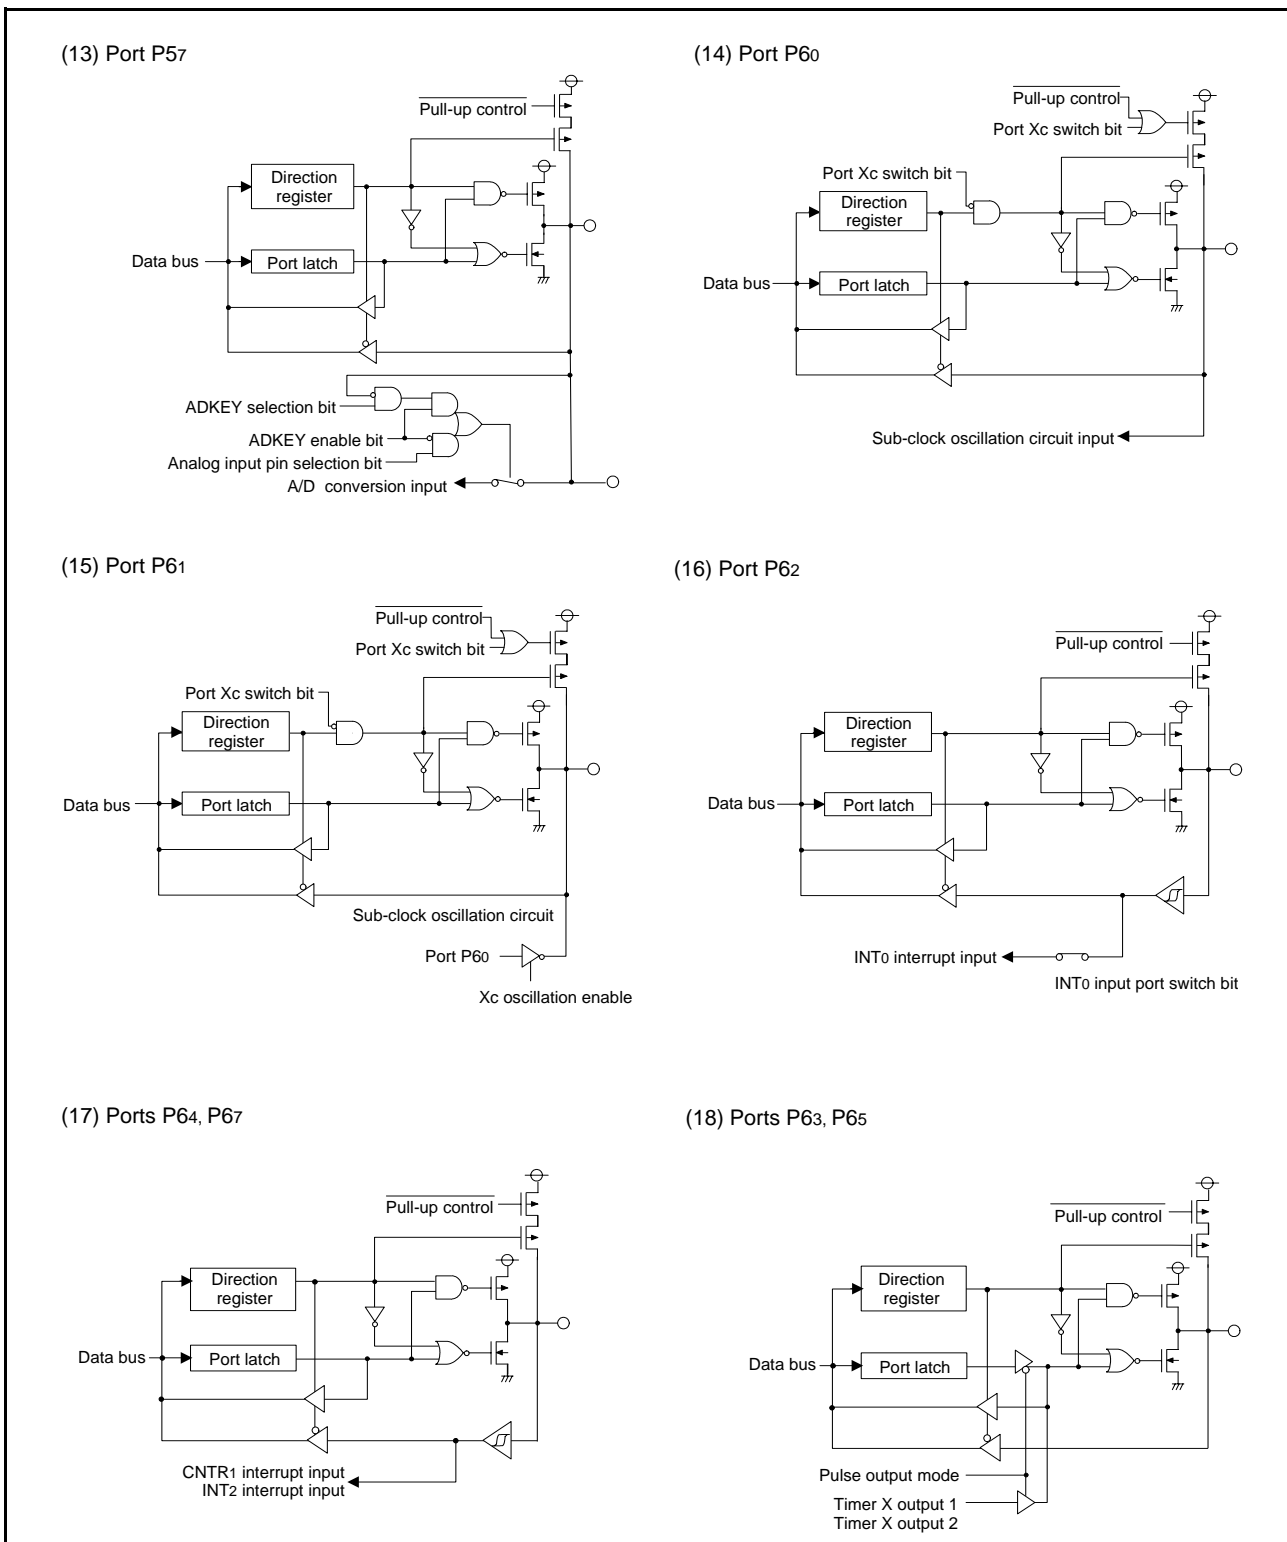 (13) Port P57
Pull-up control
Direction
register
Data bus
Port latch
ADKEY selection bit
ADKEY enable bit
Analog input pin selection bit
A/D conversion input
(14) Port P60
Pull-up control
Port Xc switch bit
Port Xc switch bit
Direction
register
Data bus
Port latch
Sub-clock oscillation circuit input
(15) Port P61
Pull-up control
Port Xc switch bit
Port Xc switch bit
Direction
register
Data bus
Port latch
Sub-clock oscillation circuit
Port P60
Xc oscillation enable
(16) Port P62
Pull-up control
Direction
register
Data bus
Port latch
INT0 interrupt input
INT0 input port switch bit
(17) Ports P64, P67
Pull-up control
Direction
register
Data bus
Port latch
CNTR1 interrupt input
INT2 interrupt input
(18) Ports P63, P65
Pull-up control
Direction
register
Data bus
Port latch
Pulse output mode
Timer X output 1
Timer X output 2